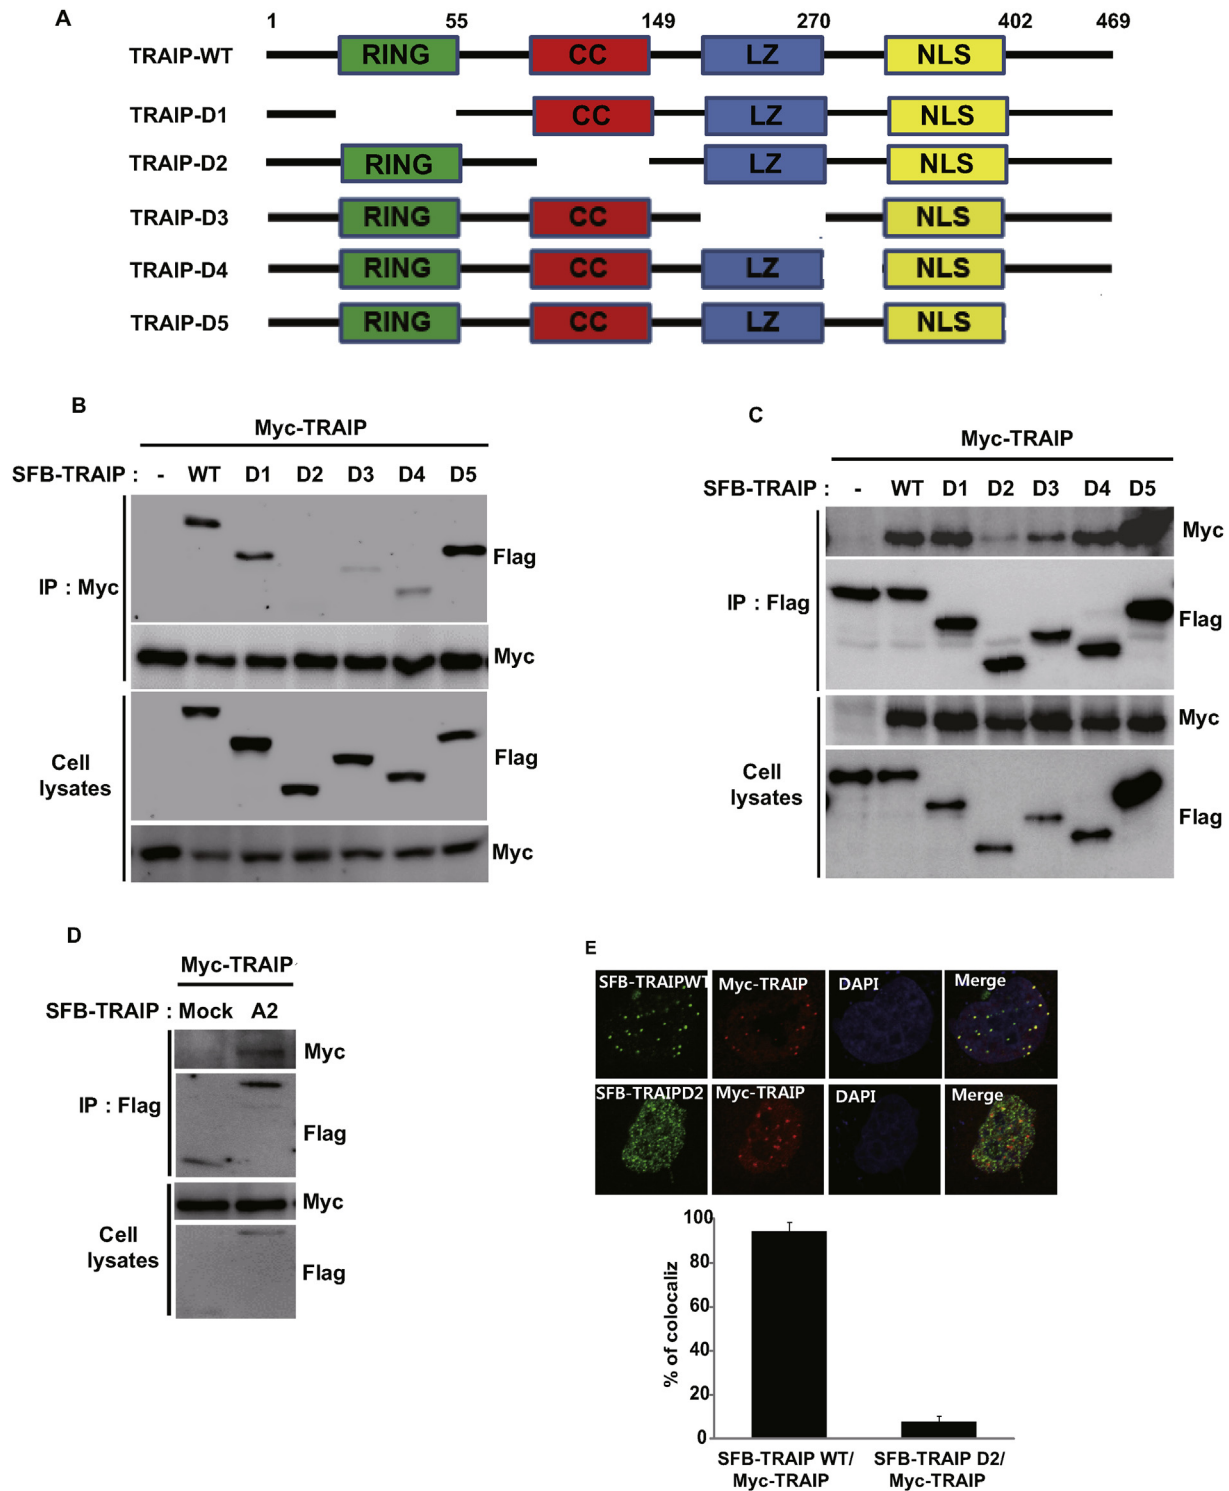 A
1 55 149 270 402 469
TRAIP-WT RING CC LZ NLS
TRAIP-D1 CC LZ NLS
TRAIP-D2 RING LZ NLS
TRAIP-D3 RING CC NLS
TRAIP-D4 RING CC LZ NLS
TRAIP-D5 RING CC LZ NLS
B
Myc-TRAIP
SFB-TRAIP : - WT D1 D2 D3 D4 D5
IP : Myc
Flag
Myc
Cell
lysates
Flag
Myc
C
Myc-TRAIP
SFB-TRAIP : - WT D1 D2 D3 D4 D5
Myc
IP : Flag
Flag
Myc
Cell
lysates
Flag
D
Myc-TRAIP
SFB-TRAIP : Mock A2
Myc
IP : Flag
Flag
Myc
Cell
lysates
Flag
E
SFB-TRAIPWT Myc-TRAIP DAPI Merge
SFB-TRAIPD2 Myc-TRAIP DAPI Merge
% of colocaliz
100
80
60
40
20
0
SFB-TRAIP WT/
Myc-TRAIP
SFB-TRAIP D2/
Myc-TRAIP